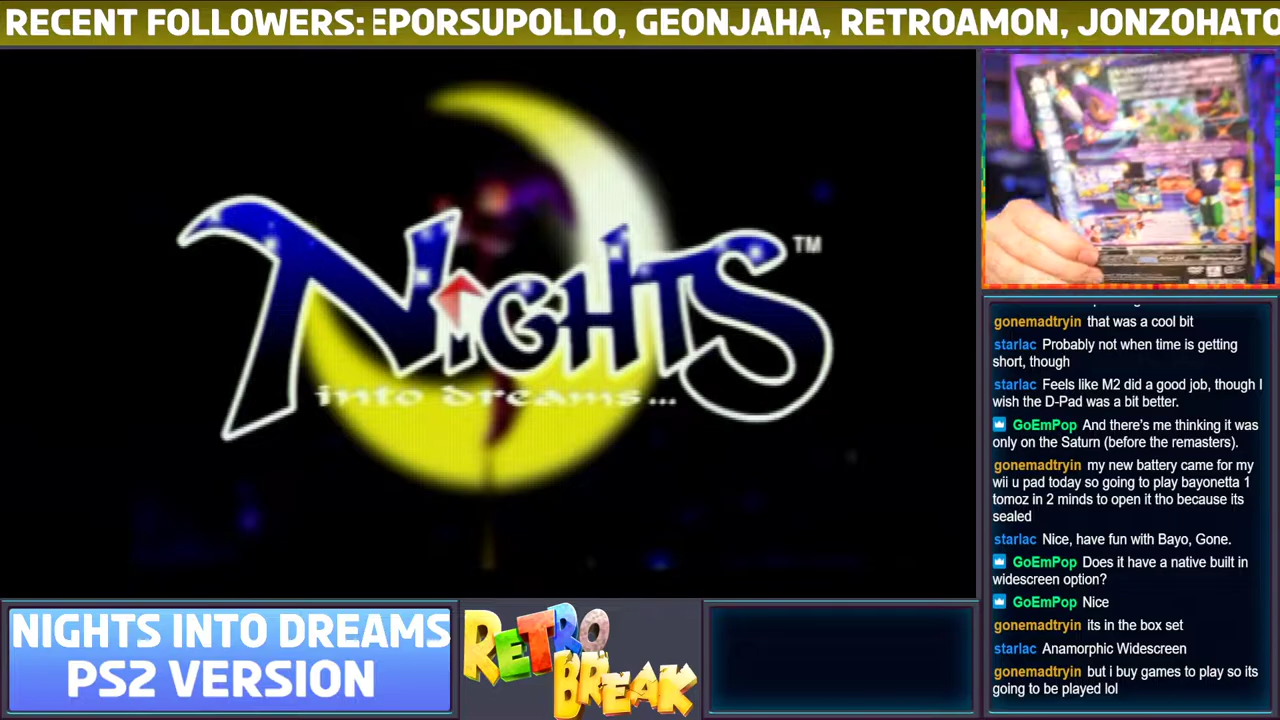 RECENT FOLLOWERS: EPORSUPOLLO, GEONJAHA, RETROAMON, JONZOHATO
NiGHTS™
into dreams...
gonemadtryin that was a cool bit
starlac Probably not when time is getting
short, though
starlac Feels like M2 did a good job, though I
wish the D-Pad was a bit better.
GoEmPop And there's me thinking it was
only on the Saturn (before the remasters).
gonemadtryin my new battery came for my
wii u pad today so going to play bayonetta 1
tomoz in 2 minds to open it tho because its
sealed
starlac Nice, have fun with Bayo, Gone.
GoEmPop Does it have a native built in
widescreen option?
GoEmPop Nice
gonemadtryin its in the box set
starlac Anamorphic Widescreen
gonemadtryin but i buy games to play so its
going to be played lol
NIGHTS INTO DREAMS
PS2 VERSION
RETRO
BREAK